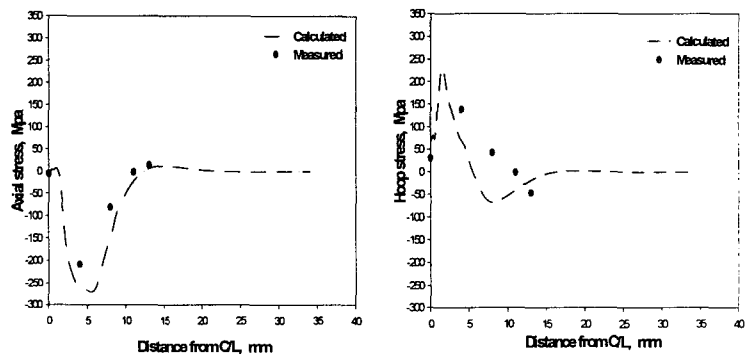 350
300
250
200
150
100
50
0
-50
-100
-150
-200
-250
-300
Axial stress, Mpa
Calculated
Measured
0 5 10 15 20 25 30 35 40
Distance from C/L, mm
350
300
250
200
150
100
50
0
-50
-100
-150
-200
-250
-300
Hoop stress, Mpa
Calculated
Measured
0 5 10 15 20 25 30 35 40
Distance from C/L, mm